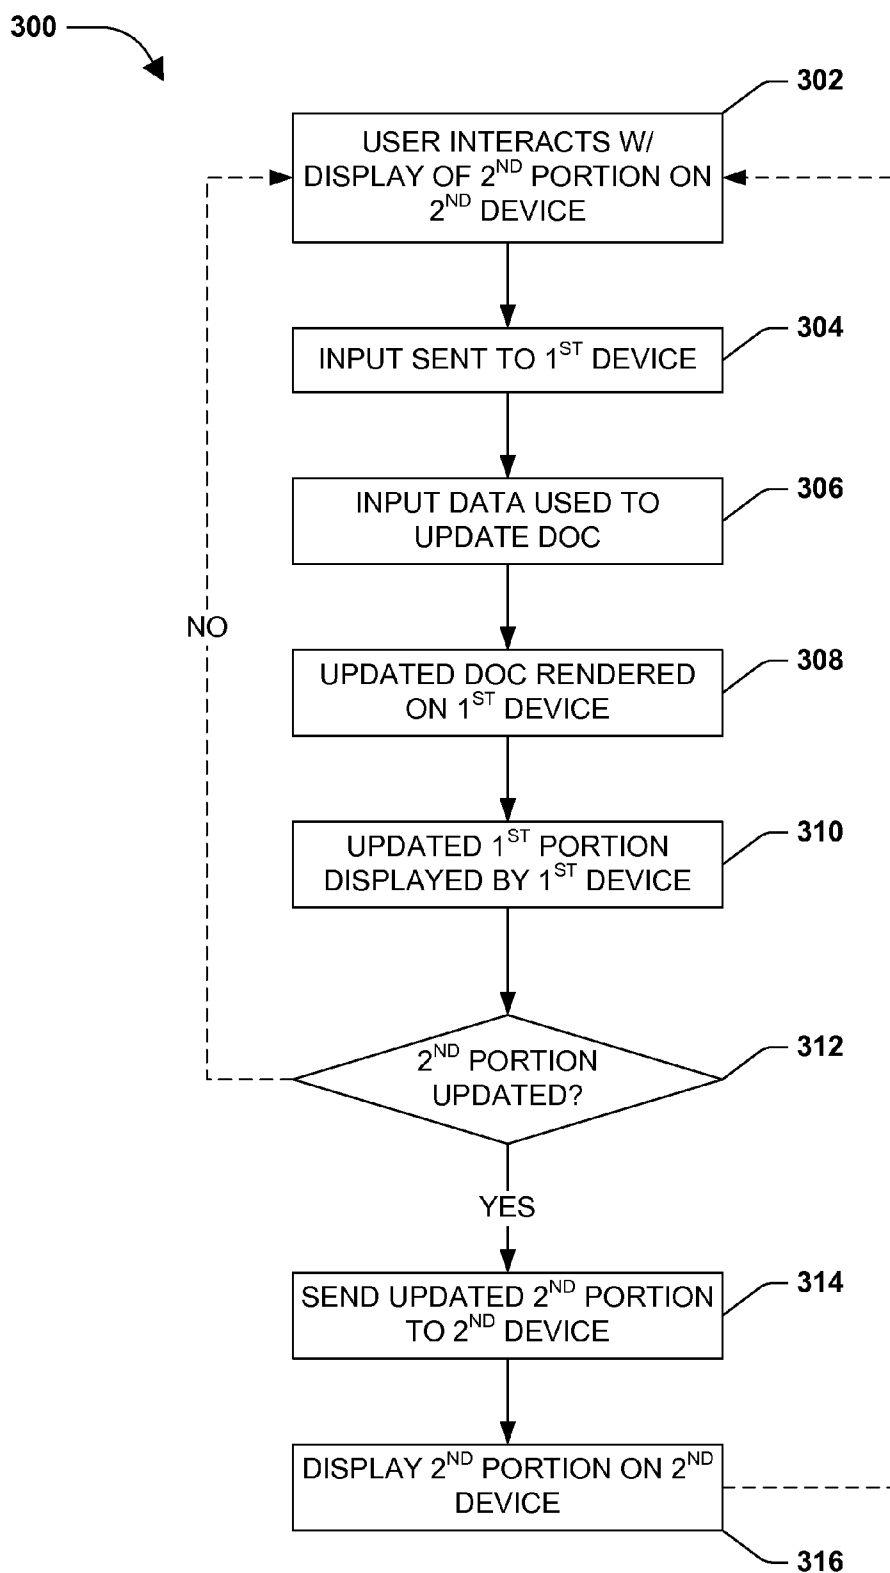 300
302
USER INTERACTS W/
DISPLAY OF 2ND PORTION ON
2ND DEVICE
304
INPUT SENT TO 1ST DEVICE
306
INPUT DATA USED TO
UPDATE DOC
NO
308
UPDATED DOC RENDERED
ON 1ST DEVICE
310
UPDATED 1ST PORTION
DISPLAYED BY 1ST DEVICE
312
2ND PORTION
UPDATED?
YES
314
SEND UPDATED 2ND PORTION
TO 2ND DEVICE
DISPLAY 2ND PORTION ON 2ND
DEVICE
316